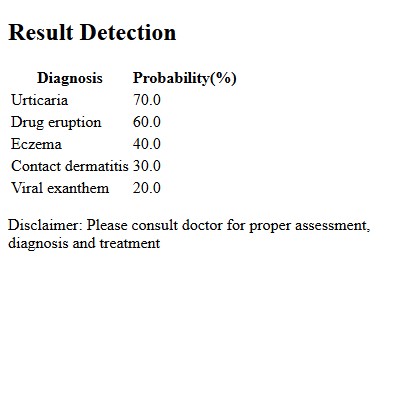 Result Detection
Diagnosis Probability(%)
Urticaria 70.0
Drug eruption 60.0
Eczema 40.0
Contact dermatitis 30.0
Viral exanthem 20.0
Disclaimer: Please consult doctor for proper assessment,
diagnosis and treatment